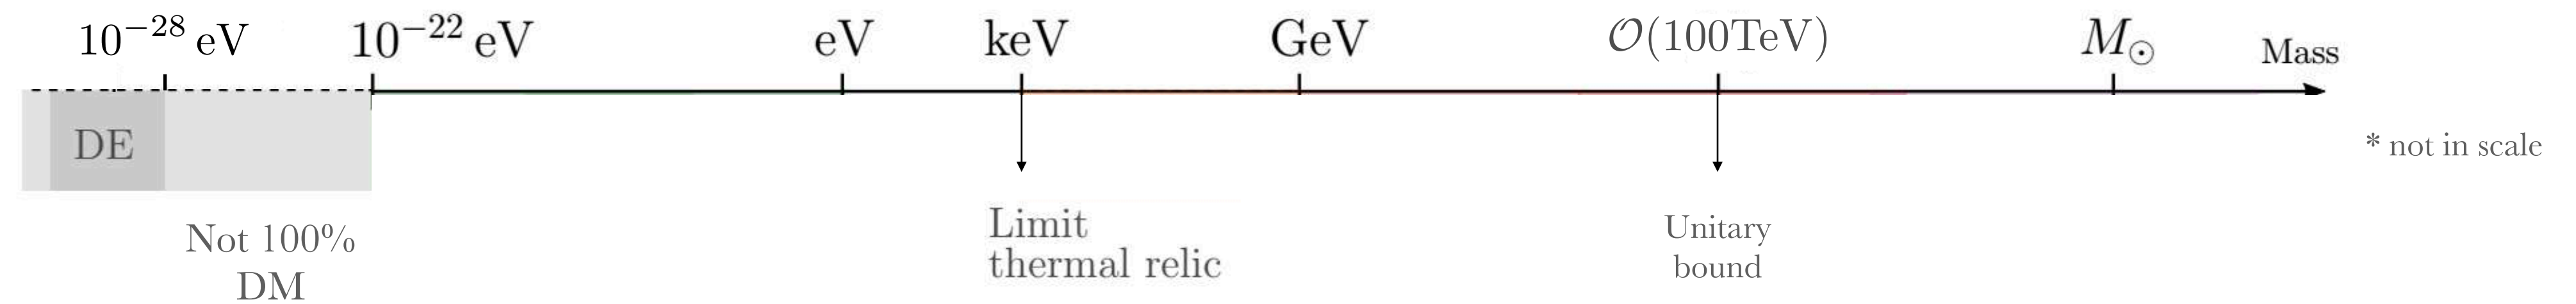 10⁻²⁸ eV
10⁻²² eV
eV
keV
GeV
𝒪(100TeV)
M☉
Mass
DE
* not in scale
Not 100%
DM
Limit
thermal relic
Unitary
bound